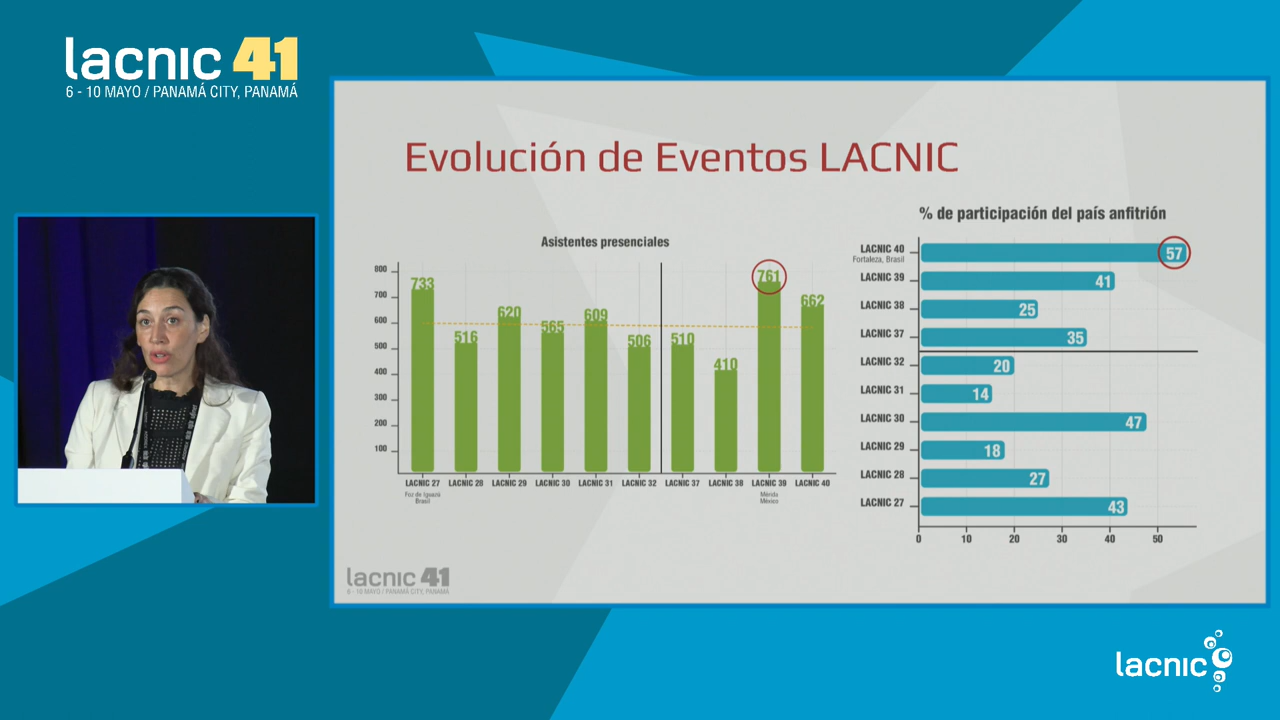 lacnic 41
6 - 10 MAYO / PANAMÁ CITY, PANAMÁ
Evolución de Eventos LACNIC
Asistentes presenciales
800
700
600
500
400
300
200
100
733
516
620
565
609
506
510
410
761
662
LACNIC 27
LACNIC 28
LACNIC 29
LACNIC 30
LACNIC 31
LACNIC 32
LACNIC 37
LACNIC 38
LACNIC 39
LACNIC 40
Foz de Iguazú
Brasil
Mérida
México
% de participación del país anfitrión
LACNIC 40 57
Fortaleza, Brasil
LACNIC 39 41
LACNIC 38 25
LACNIC 37 35
LACNIC 32 20
LACNIC 31 14
LACNIC 30 47
LACNIC 29 18
LACNIC 28 27
LACNIC 27 43
0 10 20 30 40 50
lacnic 41
6 - 10 MAYO / PANAMÁ CITY, PANAMÁ
lacnic